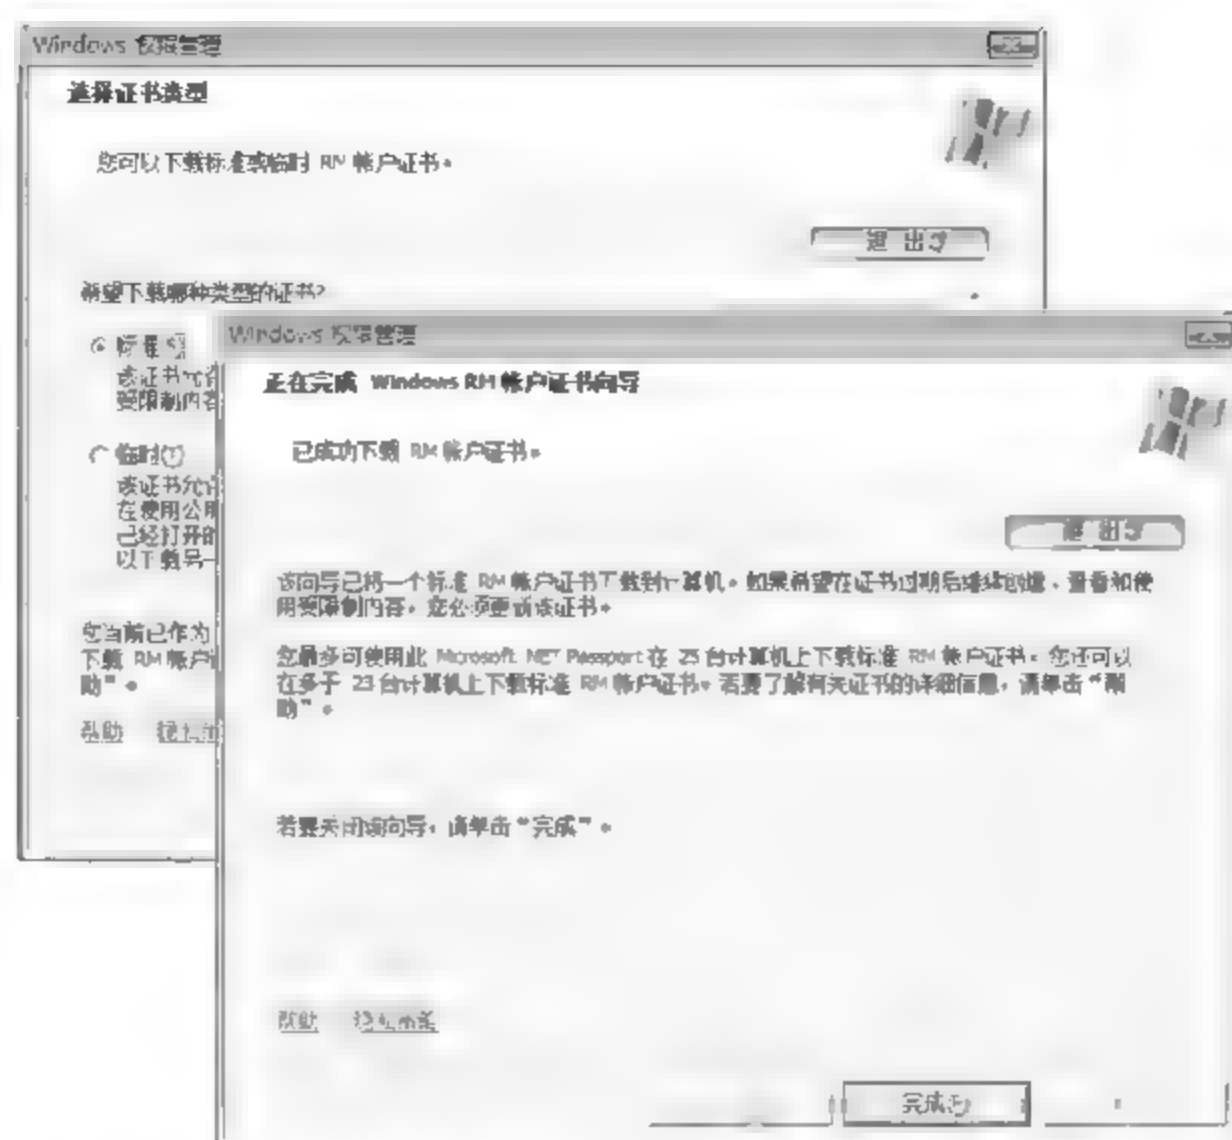 Windows 权限管理
选择证书类型
您可以下载标准或临时 RM 帐户证书。
退 出
希望下载哪种类型的证书?
标准(S)
该证书允许
受限制内容
临时(T)
该证书允许
在使用公用
已经打开的
以下载另一
您当前已作为
下载 RM 帐户证
助”。
帮助
Windows 权限管理
正在完成 Windows RM 帐户证书向导
已成功下载 RM 帐户证书。
退 出
该向导已将一个标准 RM 帐户证书下载到计算机。如果希望在证书过期后继续创建、查看和使
用受限制内容，您必须更新该证书。
您最多可使用此 Microsoft .NET Passport 在 25 台计算机上下载标准 RM 帐户证书。您还可以
在多于 23 台计算机上下载标准 RM 帐户证书。若要了解有关证书的详细信息，请单击“帮
助”。
若要关闭该向导，请单击“完成”。
帮助
完成